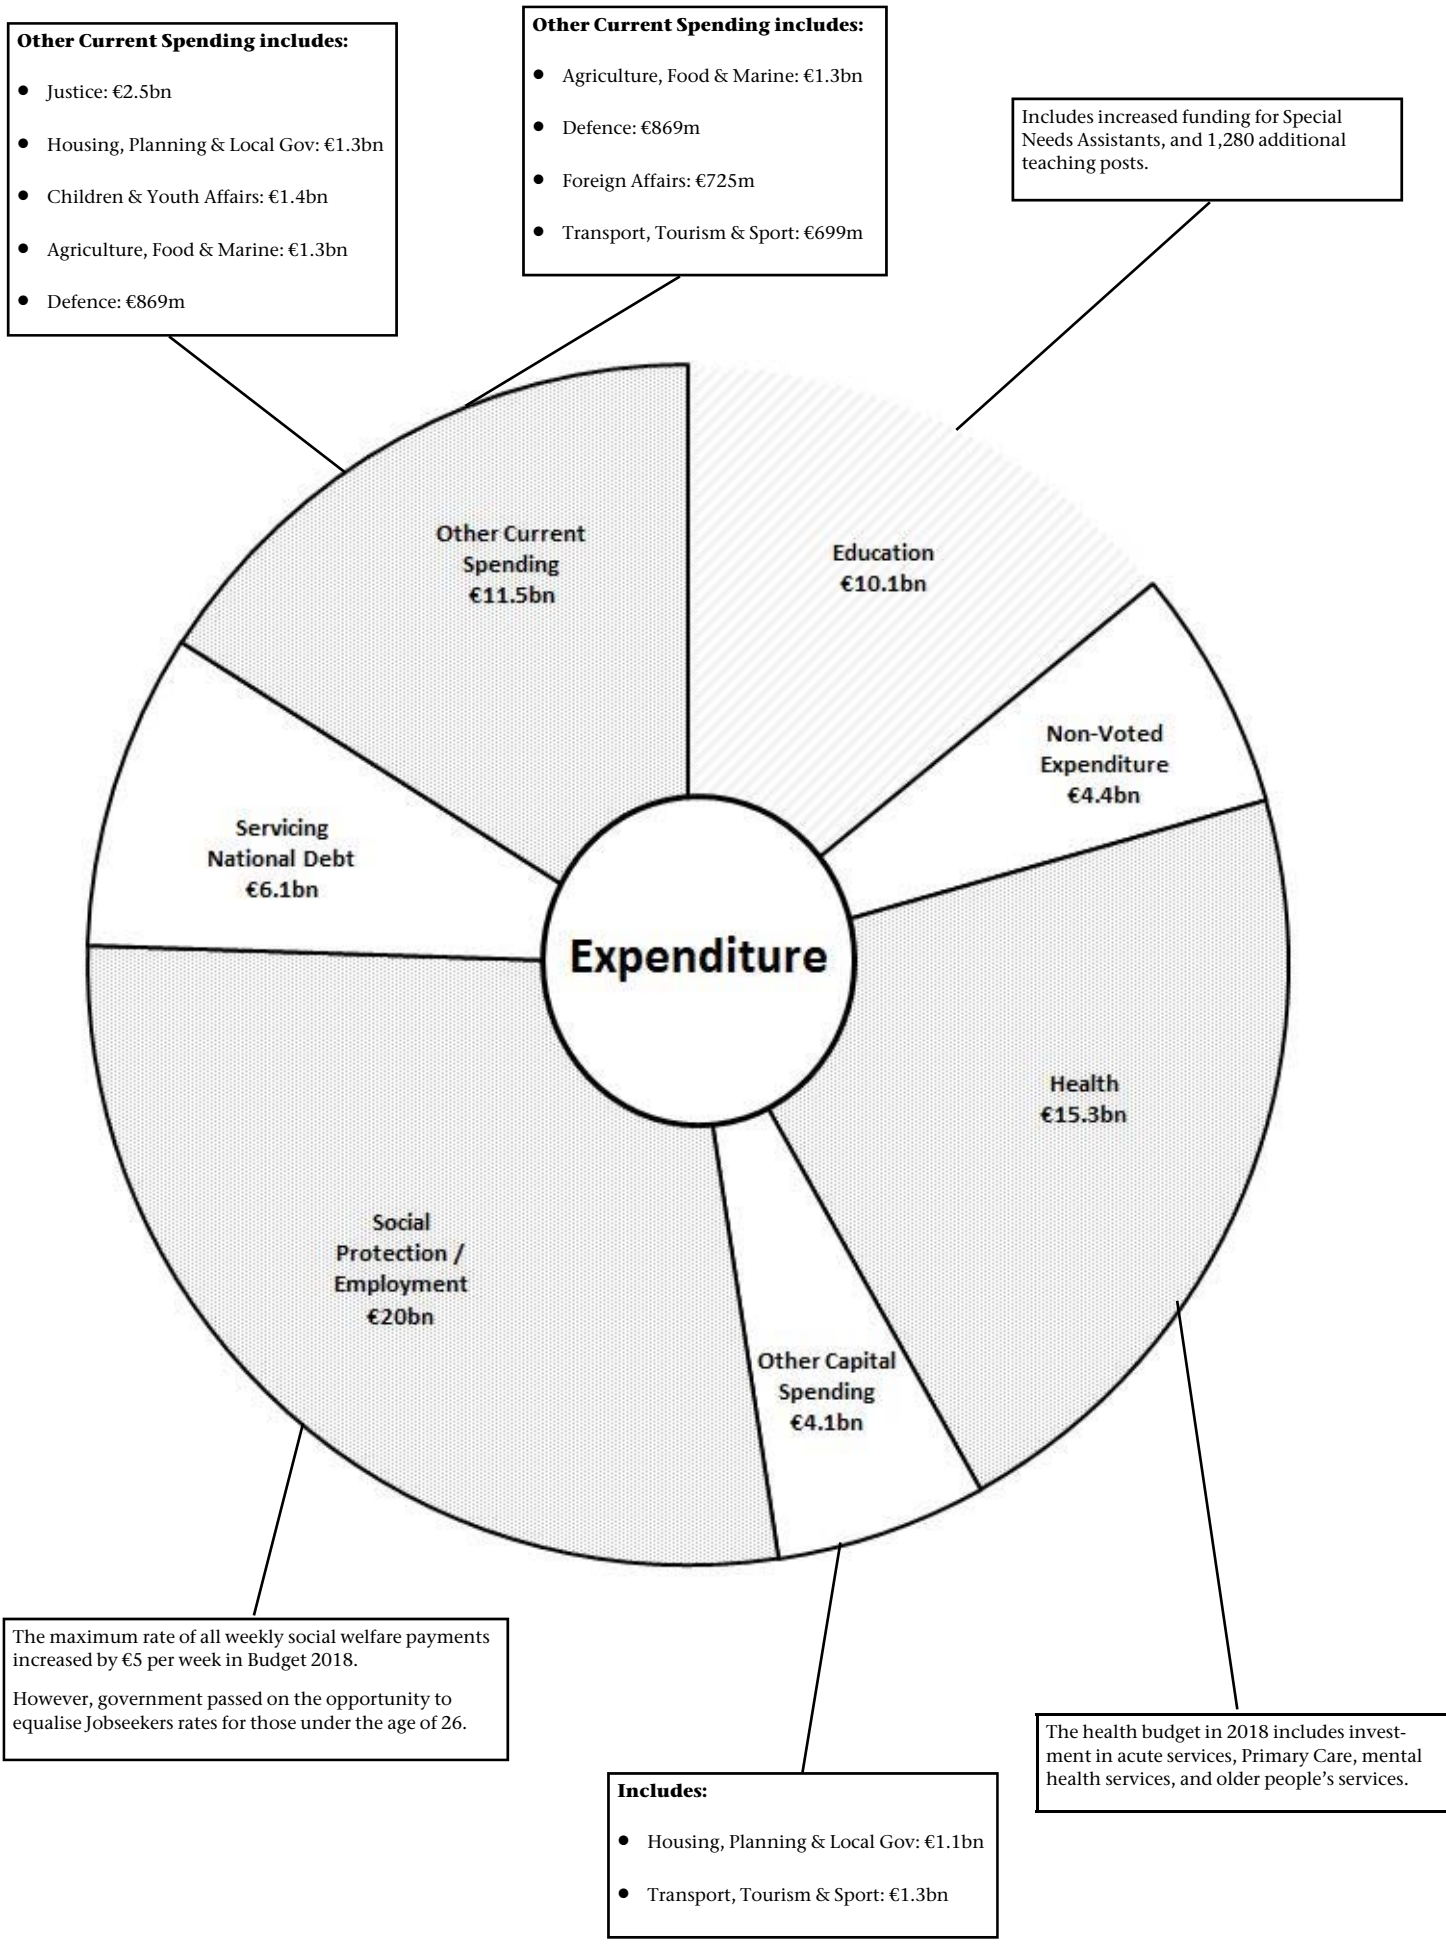 Other Current Spending includes:
● Justice: €2.5bn
● Housing, Planning & Local Gov: €1.3bn
● Children & Youth Affairs: €1.4bn
● Agriculture, Food & Marine: €1.3bn
● Defence: €869m
Other Current Spending includes:
● Agriculture, Food & Marine: €1.3bn
● Defence: €869m
● Foreign Affairs: €725m
● Transport, Tourism & Sport: €699m
Includes increased funding for Special
Needs Assistants, and 1,280 additional
teaching posts.
Other Current
Spending
€11.5bn
Education
€10.1bn
Non-Voted
Expenditure
€4.4bn
Servicing
National Debt
€6.1bn
Expenditure
Health
€15.3bn
Social
Protection /
Employment
€20bn
Other Capital
Spending
€4.1bn
The maximum rate of all weekly social welfare payments
increased by €5 per week in Budget 2018.
However, government passed on the opportunity to
equalise Jobseekers rates for those under the age of 26.
The health budget in 2018 includes invest-
ment in acute services, Primary Care, mental
health services, and older people’s services.
Includes:
● Housing, Planning & Local Gov: €1.1bn
● Transport, Tourism & Sport: €1.3bn